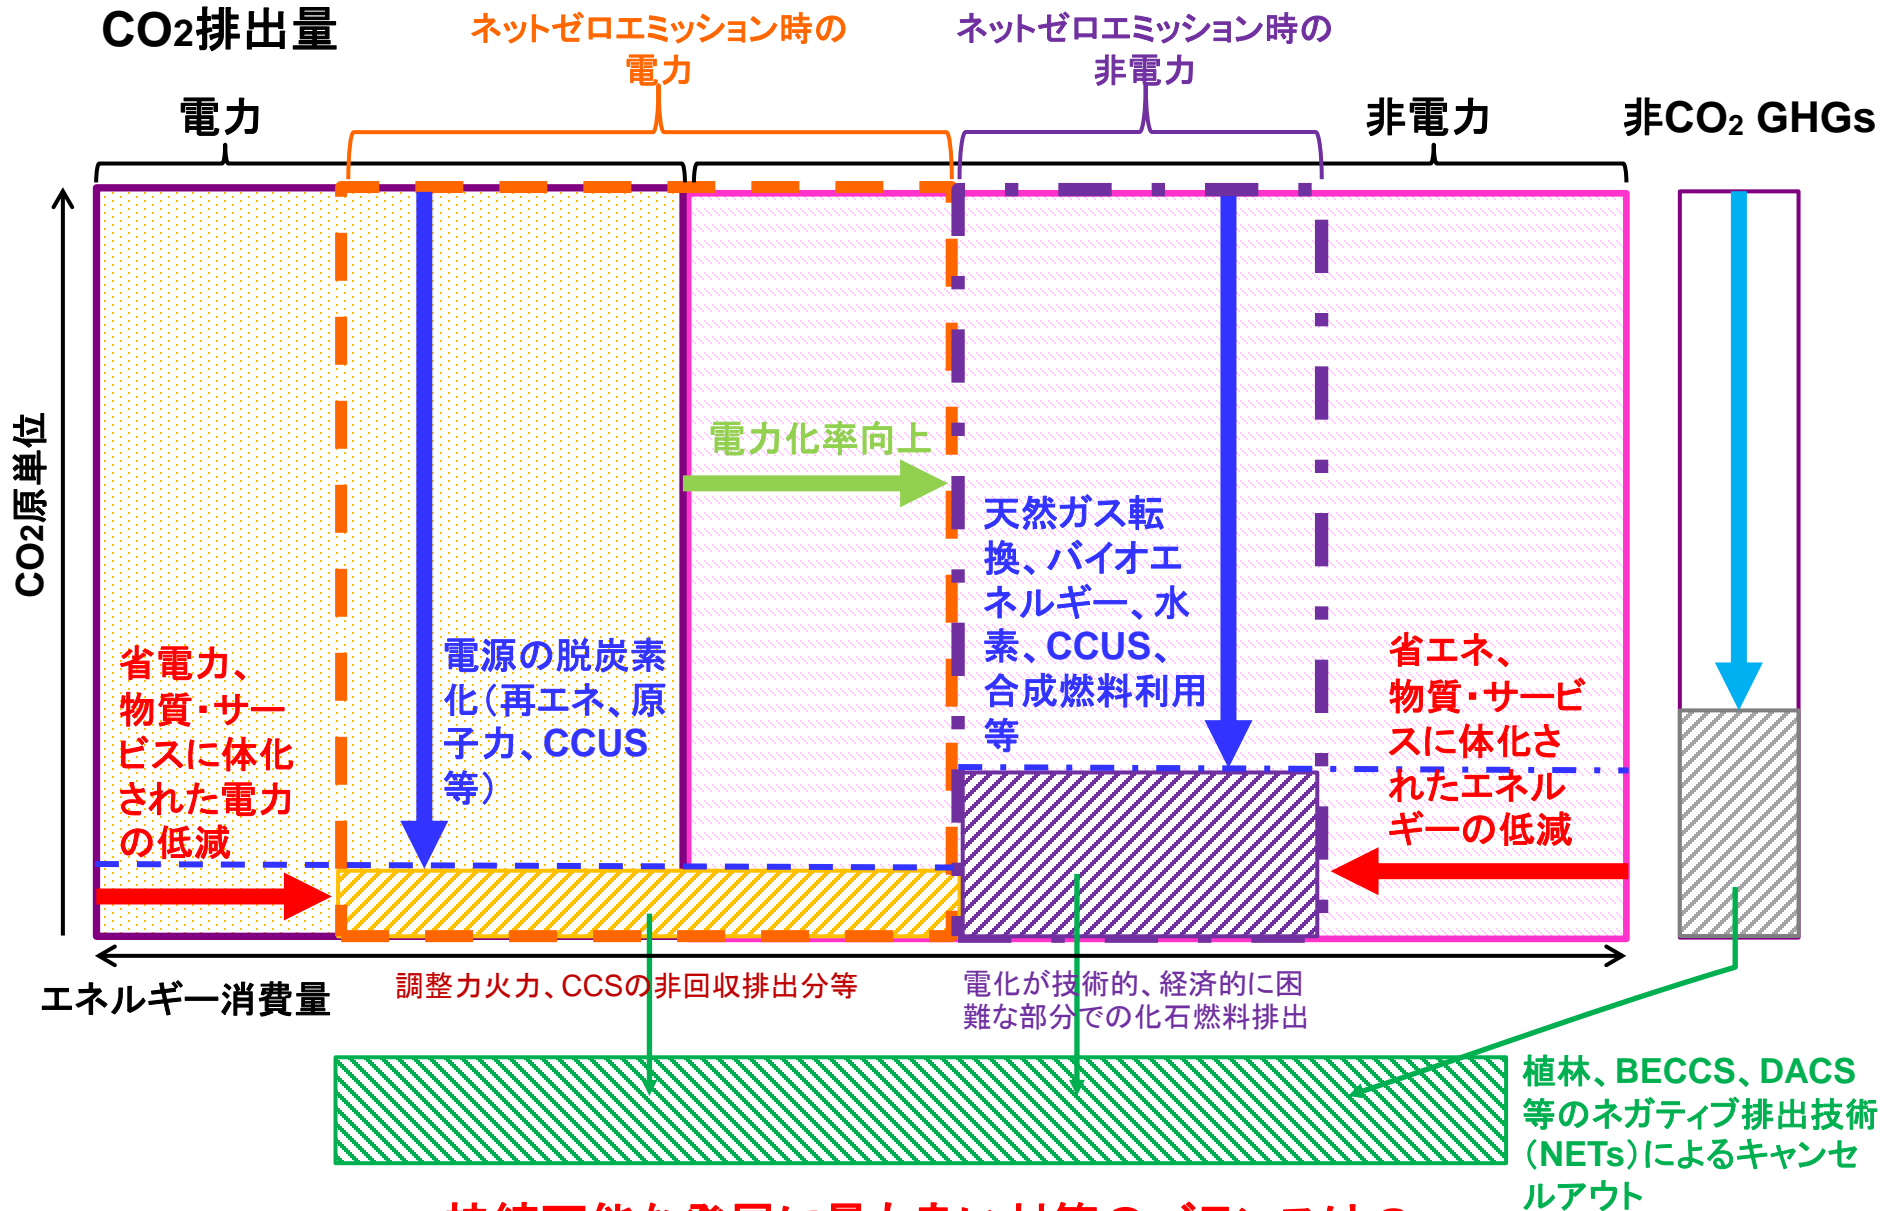 CO2排出量
ネットゼロエミッション時の
電力
ネットゼロエミッション時の
非電力
電力
非電力
非CO2 GHGs
CO2原単位
電力化率向上
天然ガス転
換、バイオエ
ネルギー、水
素、CCUS、
合成燃料利用
等
省電力、
物質・サー
ビスに体化
された電力
の低減
電源の脱炭素
化（再エネ、原
子力、CCUS
等）
省エネ、
物質・サービ
スに体化さ
れたエネル
ギーの低減
エネルギー消費量
調整力火力、CCSの非回収排出分等
電化が技術的、経済的に困
難な部分での化石燃料排出
植林、BECCS、DACS
等のネガティブ排出技術
（NETs）によるキャンセ
ルアウト